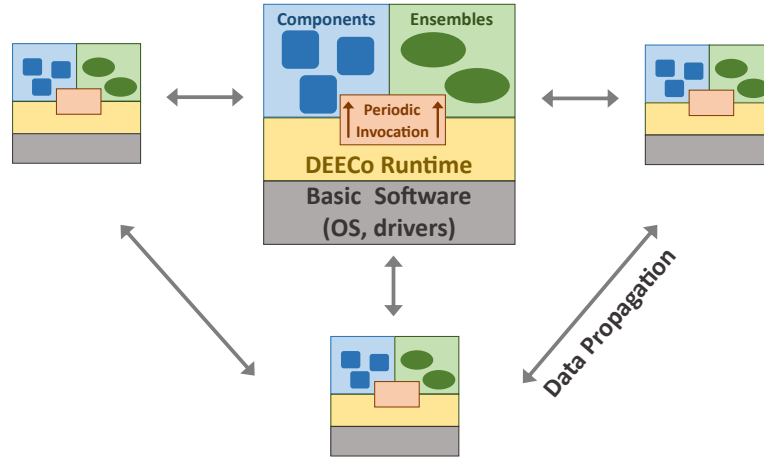 Components
Ensembles
Periodic
Invocation
DEECo Runtime
Basic Software
(OS, drivers)
Data Propagation